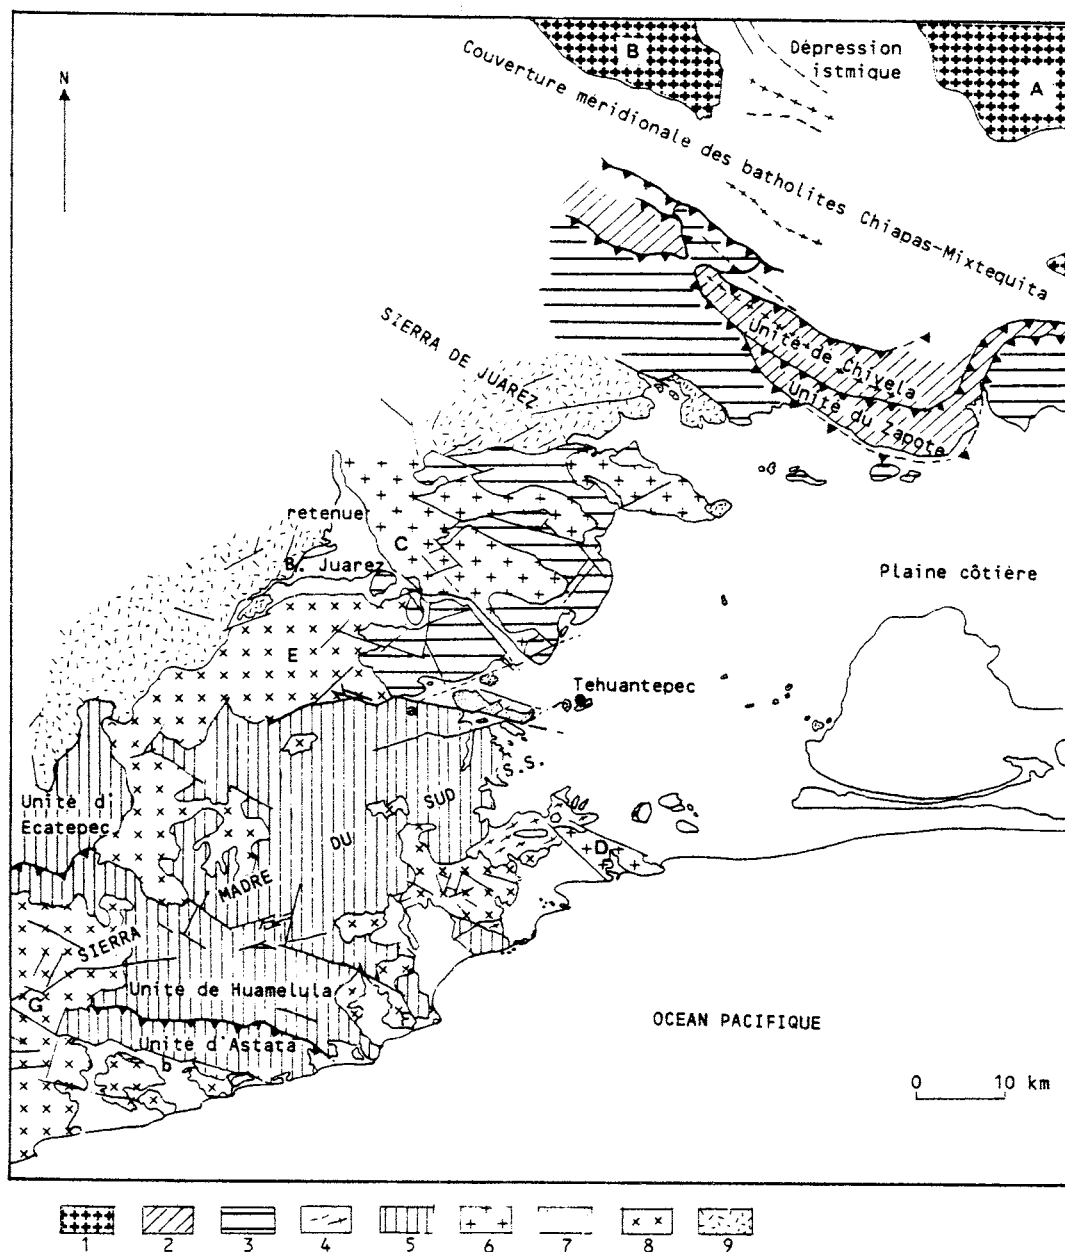 B
Dépression
istmique
A
N
Couverture méridionale des batholites Chiapas-Mixtequita
SIERRA DE JUAREZ
Unité de Chivela
Unité du Zapote
retenue
C
B. Juarez
Plaine côtière
E
Tehuantepec
a
S.S.
Unité d'
Ecatepec
SIERRA MADRE DU SUD
D
G
Unité de Huamelula
Unité d'Astata
b
OCEAN PACIFIQUE
0 10 km
1 2 3 4 5 6 7 8 9